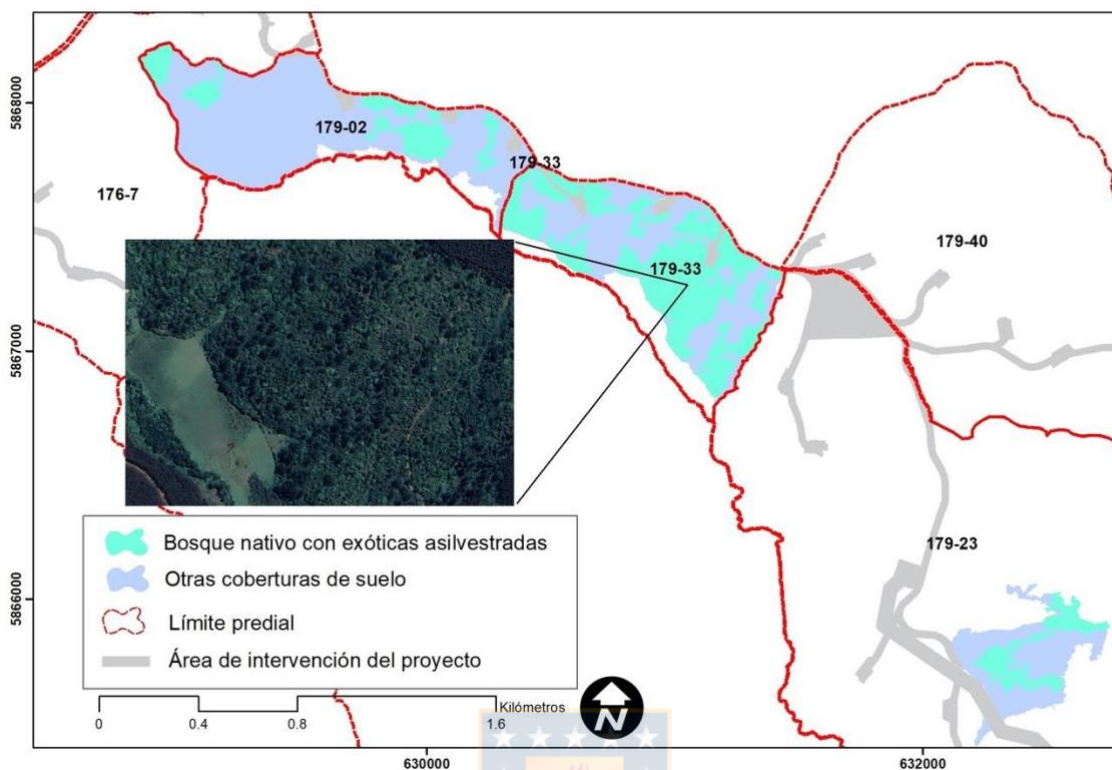 5868000
5867000
5866000
179-02
179-33
176-7
179-40
179-33
179-23
Bosque nativo con exóticas asilvestradas
Otras coberturas de suelo
Límite predial
Área de intervención del proyecto
Kilómetros
0 0.4 0.8 1.6
N
630000 632000